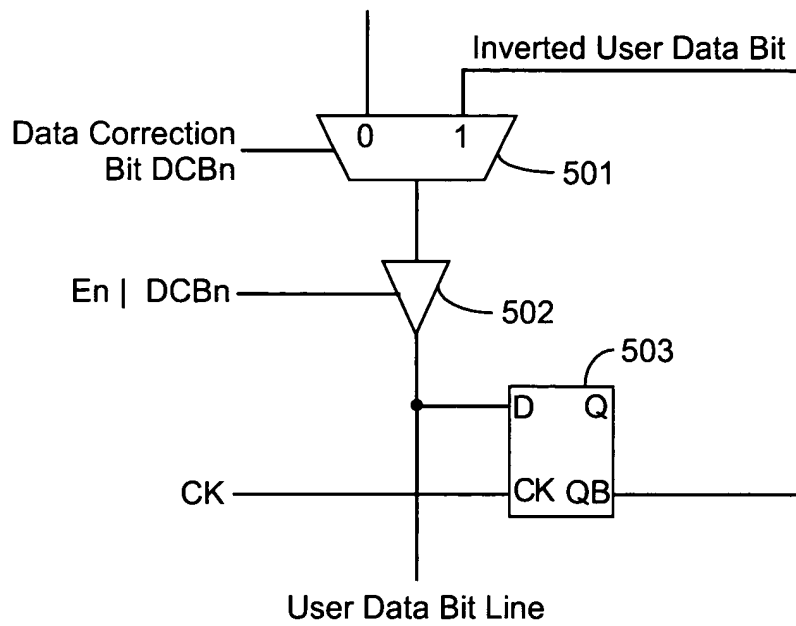 Inverted User Data Bit
0 1
Data Correction
Bit DCBn
501
En | DCBn
502
503
D Q
CK
CK QB
User Data Bit Line